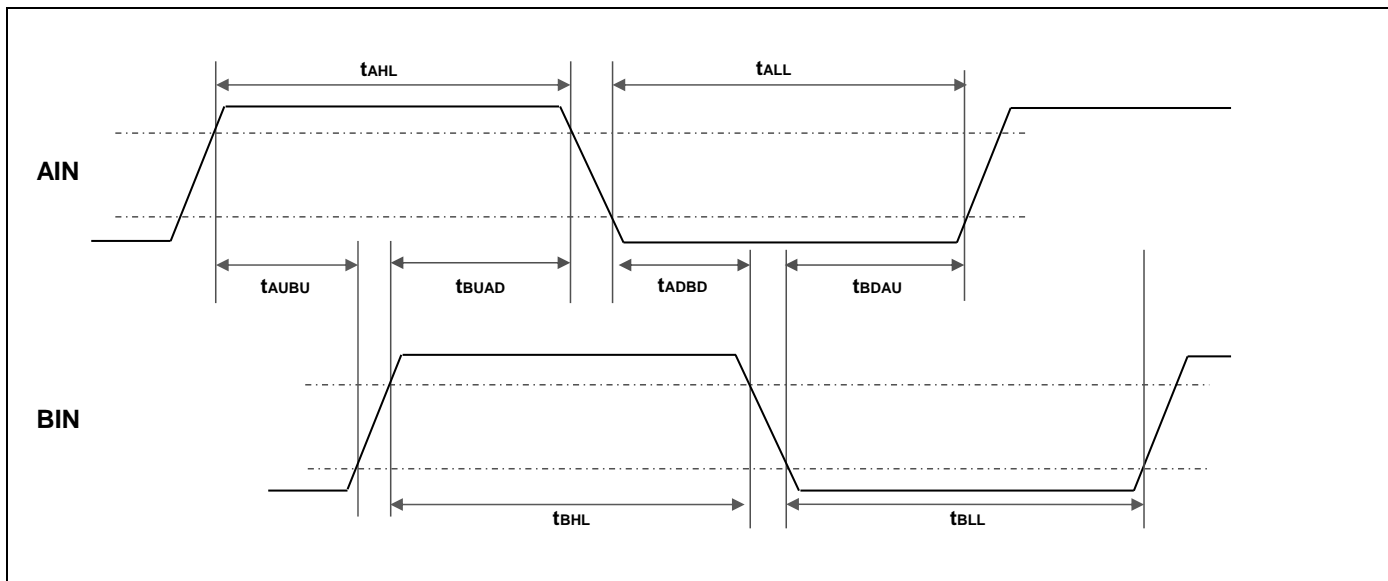 tAHL
tALL
AIN
tAUBU
tBUAD
tADBD
tBDAU
BIN
tBHL
tBLL